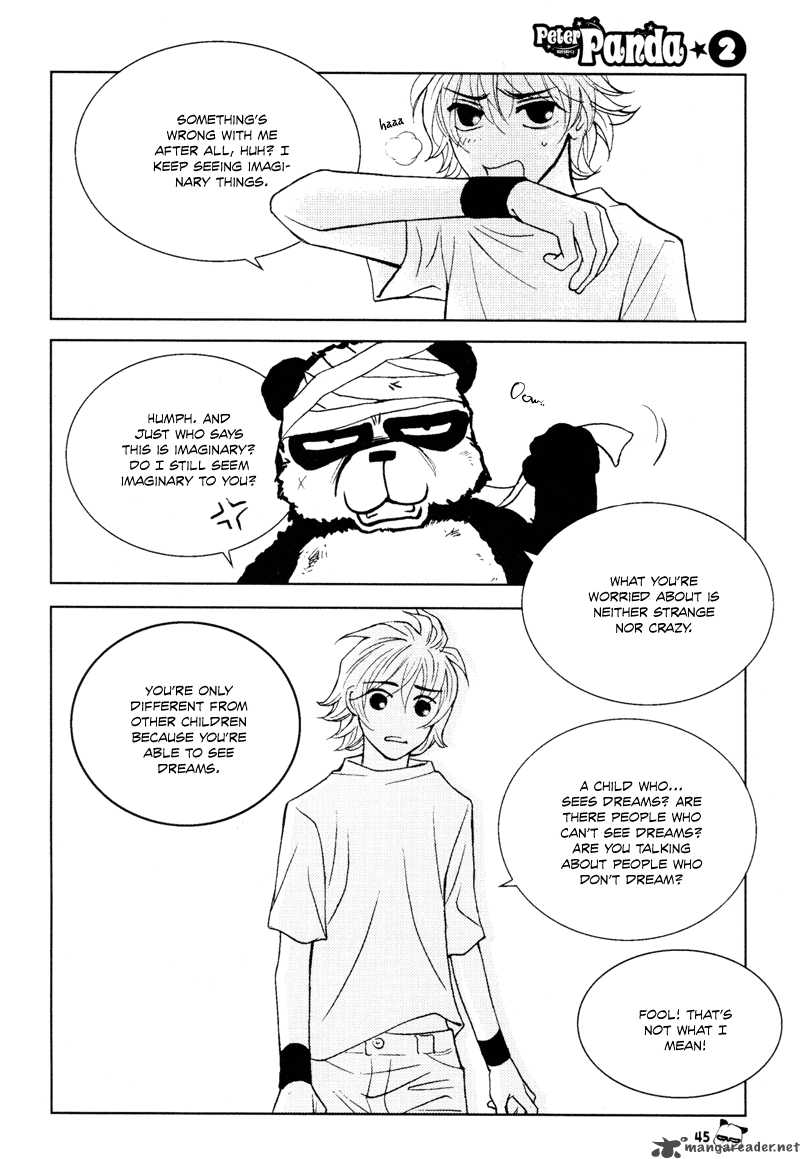 Peter
Panda ★ 2
SOMETHING'S
WRONG WITH ME
AFTER ALL, HUH? I
KEEP SEEING IMAGI-
NARY THINGS.
haaa
HUMPH. AND
JUST WHO SAYS
THIS IS IMAGINARY?
DO I STILL SEEM
IMAGINARY TO YOU?
Oow..
WHAT YOU'RE
WORRIED ABOUT IS
NEITHER STRANGE
NOR CRAZY.
YOU'RE ONLY
DIFFERENT FROM
OTHER CHILDREN
BECAUSE YOU'RE
ABLE TO SEE
DREAMS.
A CHILD WHO...
SEES DREAMS? ARE
THERE PEOPLE WHO
CAN'T SEE DREAMS?
ARE YOU TALKING
ABOUT PEOPLE WHO
DON'T DREAM?
FOOL! THAT'S
NOT WHAT I
MEAN!
45
mangareader.net